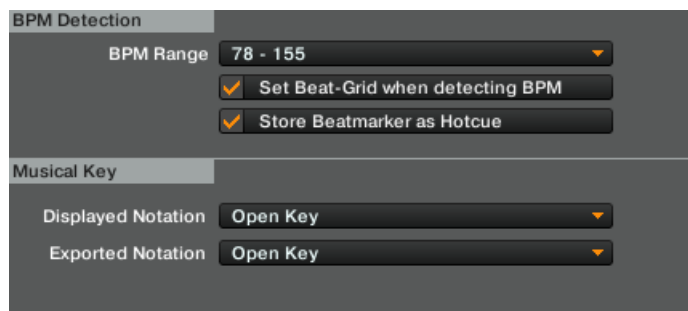 BPM Detection
BPM Range 78 - 155
Set Beat-Grid when detecting BPM
Store Beatmarker as Hotcue
Musical Key
Displayed Notation Open Key
Exported Notation Open Key